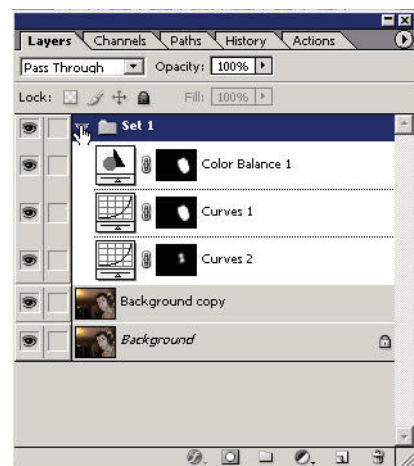 Layers Channels Paths History Actions
Pass Through Opacity: 100%
Lock: Fill: 100%
Set 1
Color Balance 1
Curves 1
Curves 2
Background copy
Background